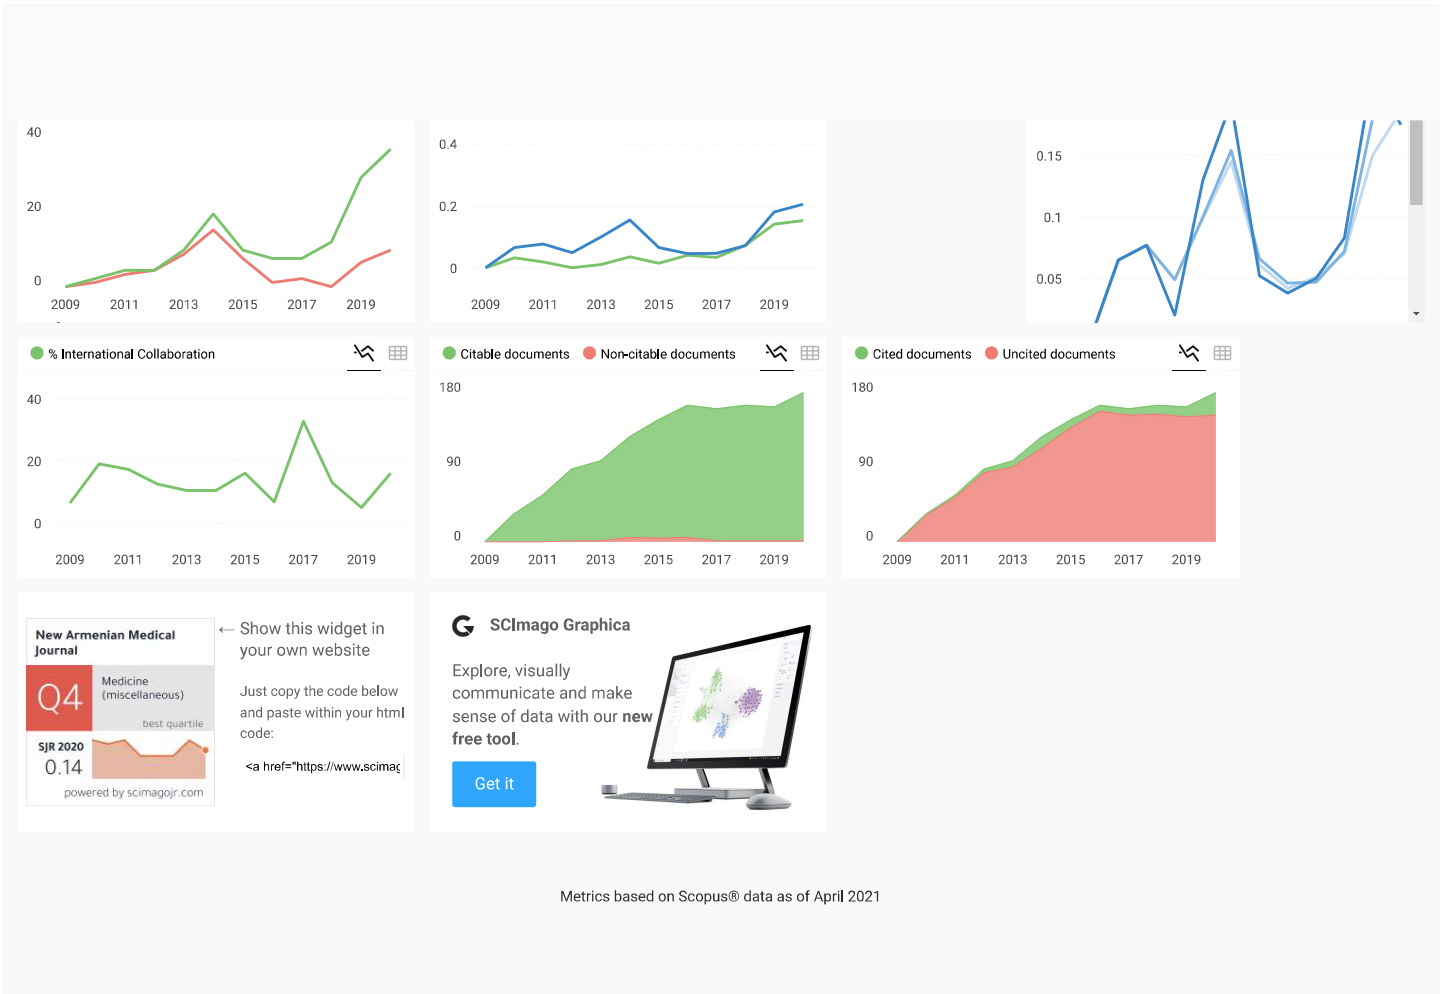 40
20
0
2009 2011 2013 2015 2017 2019
0.4
0.2
0
2009 2011 2013 2015 2017 2019
0.15
0.1
0.05
% International Collaboration
40
20
0
2009 2011 2013 2015 2017 2019
Citable documents Non-citable documents
180
90
0
2009 2011 2013 2015 2017 2019
Cited documents Uncited documents
180
90
0
2009 2011 2013 2015 2017 2019
New Armenian Medical
Journal
Q4
Medicine
(miscellaneous)
best quartile
SJR 2020
0.14
powered by scimagojr.com
← Show this widget in
your own website
Just copy the code below
and paste within your html
code:
<a href="https://www.scimag
SCImago Graphica
Explore, visually
communicate and make
sense of data with our new
free tool.
Get it
Metrics based on Scopus® data as of April 2021